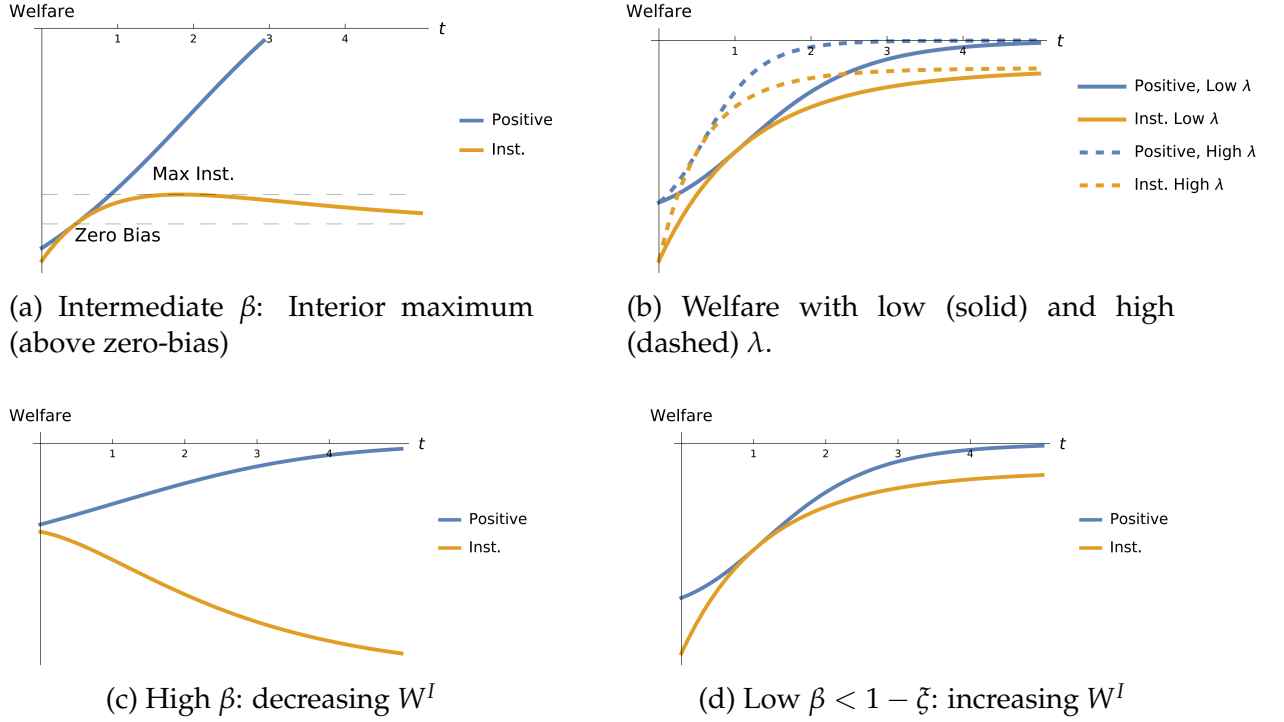 Welfare
t
1 2 3 4
Positive
Inst.
Max Inst.
Zero Bias
(a) Intermediate β: Interior maximum
(above zero-bias)
Welfare
t
1 2 3 4
Positive, Low λ
Inst. Low λ
Positive, High λ
Inst. High λ
(b) Welfare with low (solid) and high
(dashed) λ.
Welfare
t
1 2 3 4
Positive
Inst.
(c) High β: decreasing W^I
Welfare
t
1 2 3 4
Positive
Inst.
(d) Low β < 1 − ξ: increasing W^I